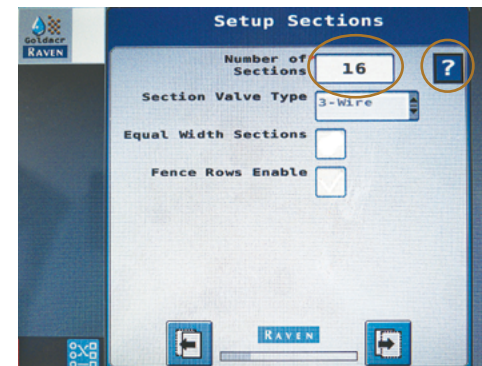 Setup Sections
Goldacr
RAVEN
Number of
Sections
16
?
Section Valve Type
3-Wire
Equal Width Sections
Fence Rows Enable
RAVEN